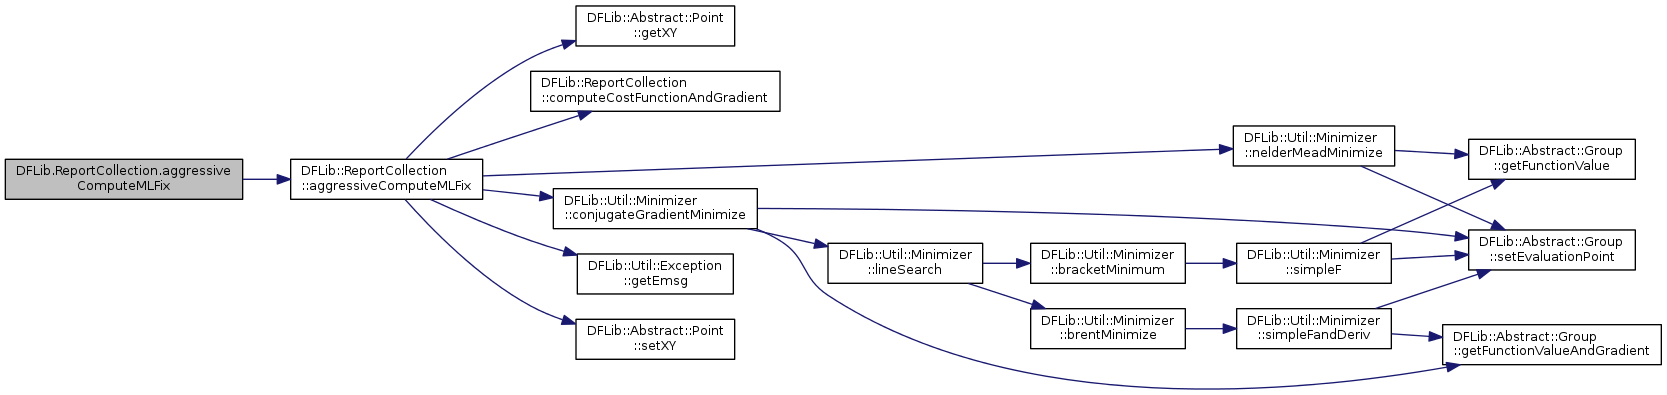 DFLib.ReportCollection.aggressive
ComputeMLFix
DFLib::ReportCollection
::aggressiveComputeMLFix
DFLib::Abstract::Point
::getXY
DFLib::ReportCollection
::computeCostFunctionAndGradient
DFLib::Util::Minimizer
::conjugateGradientMinimize
DFLib::Util::Exception
::getEmsg
DFLib::Abstract::Point
::setXY
DFLib::Util::Minimizer
::lineSearch
DFLib::Util::Minimizer
::bracketMinimum
DFLib::Util::Minimizer
::brentMinimize
DFLib::Util::Minimizer
::nelderMeadMinimize
DFLib::Util::Minimizer
::simpleF
DFLib::Util::Minimizer
::simpleFandDeriv
DFLib::Abstract::Group
::getFunctionValue
DFLib::Abstract::Group
::setEvaluationPoint
DFLib::Abstract::Group
::getFunctionValueAndGradient